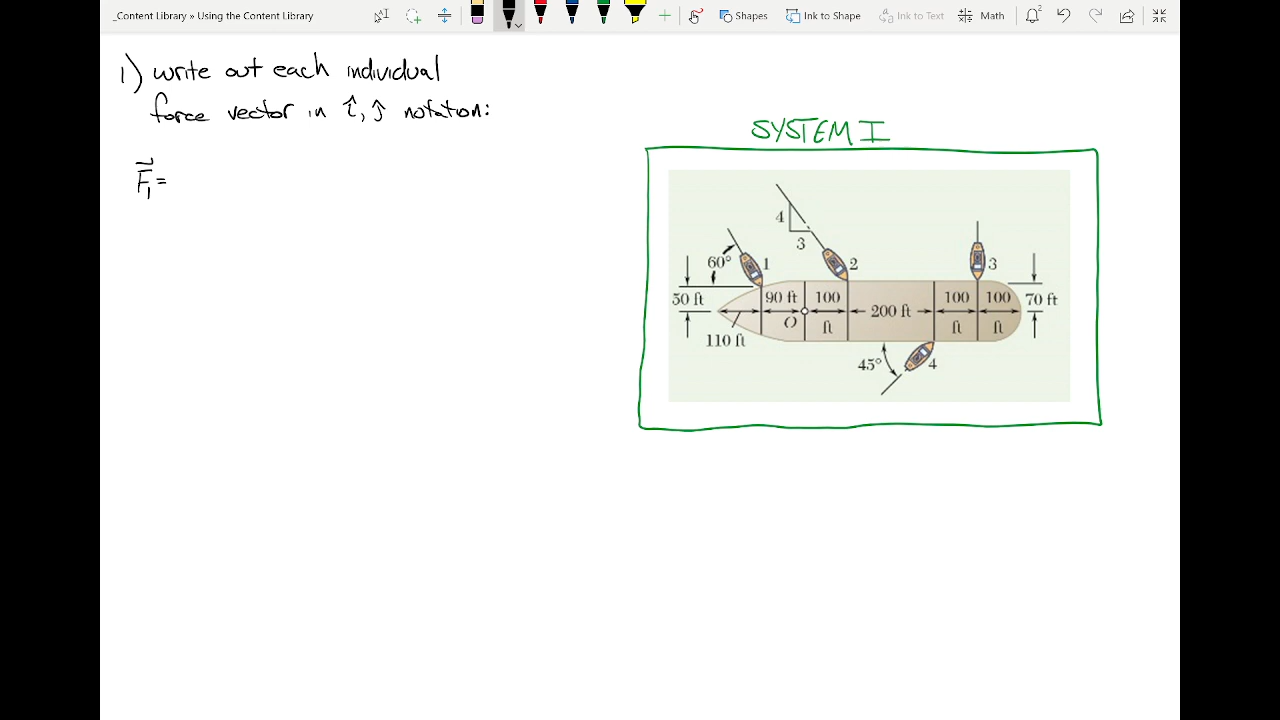 _Content Library » Using the Content Library
Shapes
Ink to Shape
Ink to Text
Math
2
1) write out each individual
force vector in î, ĵ notation:
F⃗₁=
SYSTEM I
4
3
60°
1
2
3
50 ft
90 ft
100
ft
200 ft
100
ft
100
ft
70 ft
O
110 ft
45°
4